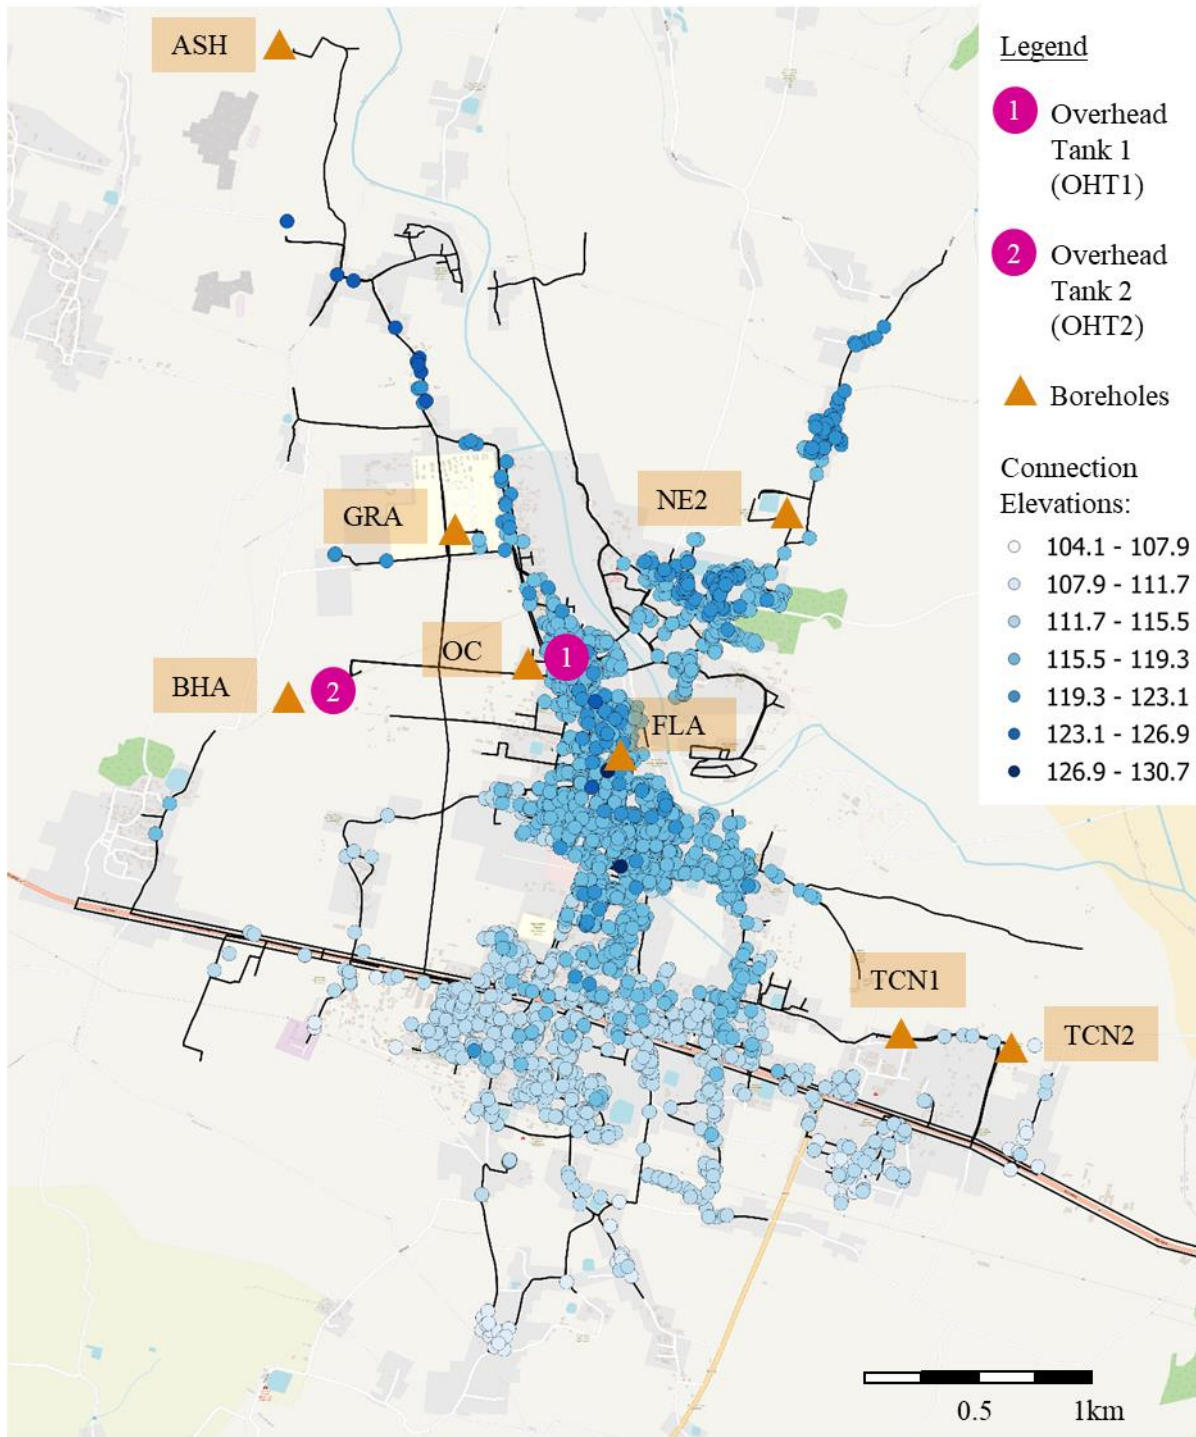 ASH
GRA
NE2
OC
BHA
FLA
TCN1
TCN2
1
2
0.5 1km
Legend
1 Overhead
Tank 1
(OHT1)
2 Overhead
Tank 2
(OHT2)
Boreholes
Connection
Elevations:
104.1 - 107.9
107.9 - 111.7
111.7 - 115.5
115.5 - 119.3
119.3 - 123.1
123.1 - 126.9
126.9 - 130.7